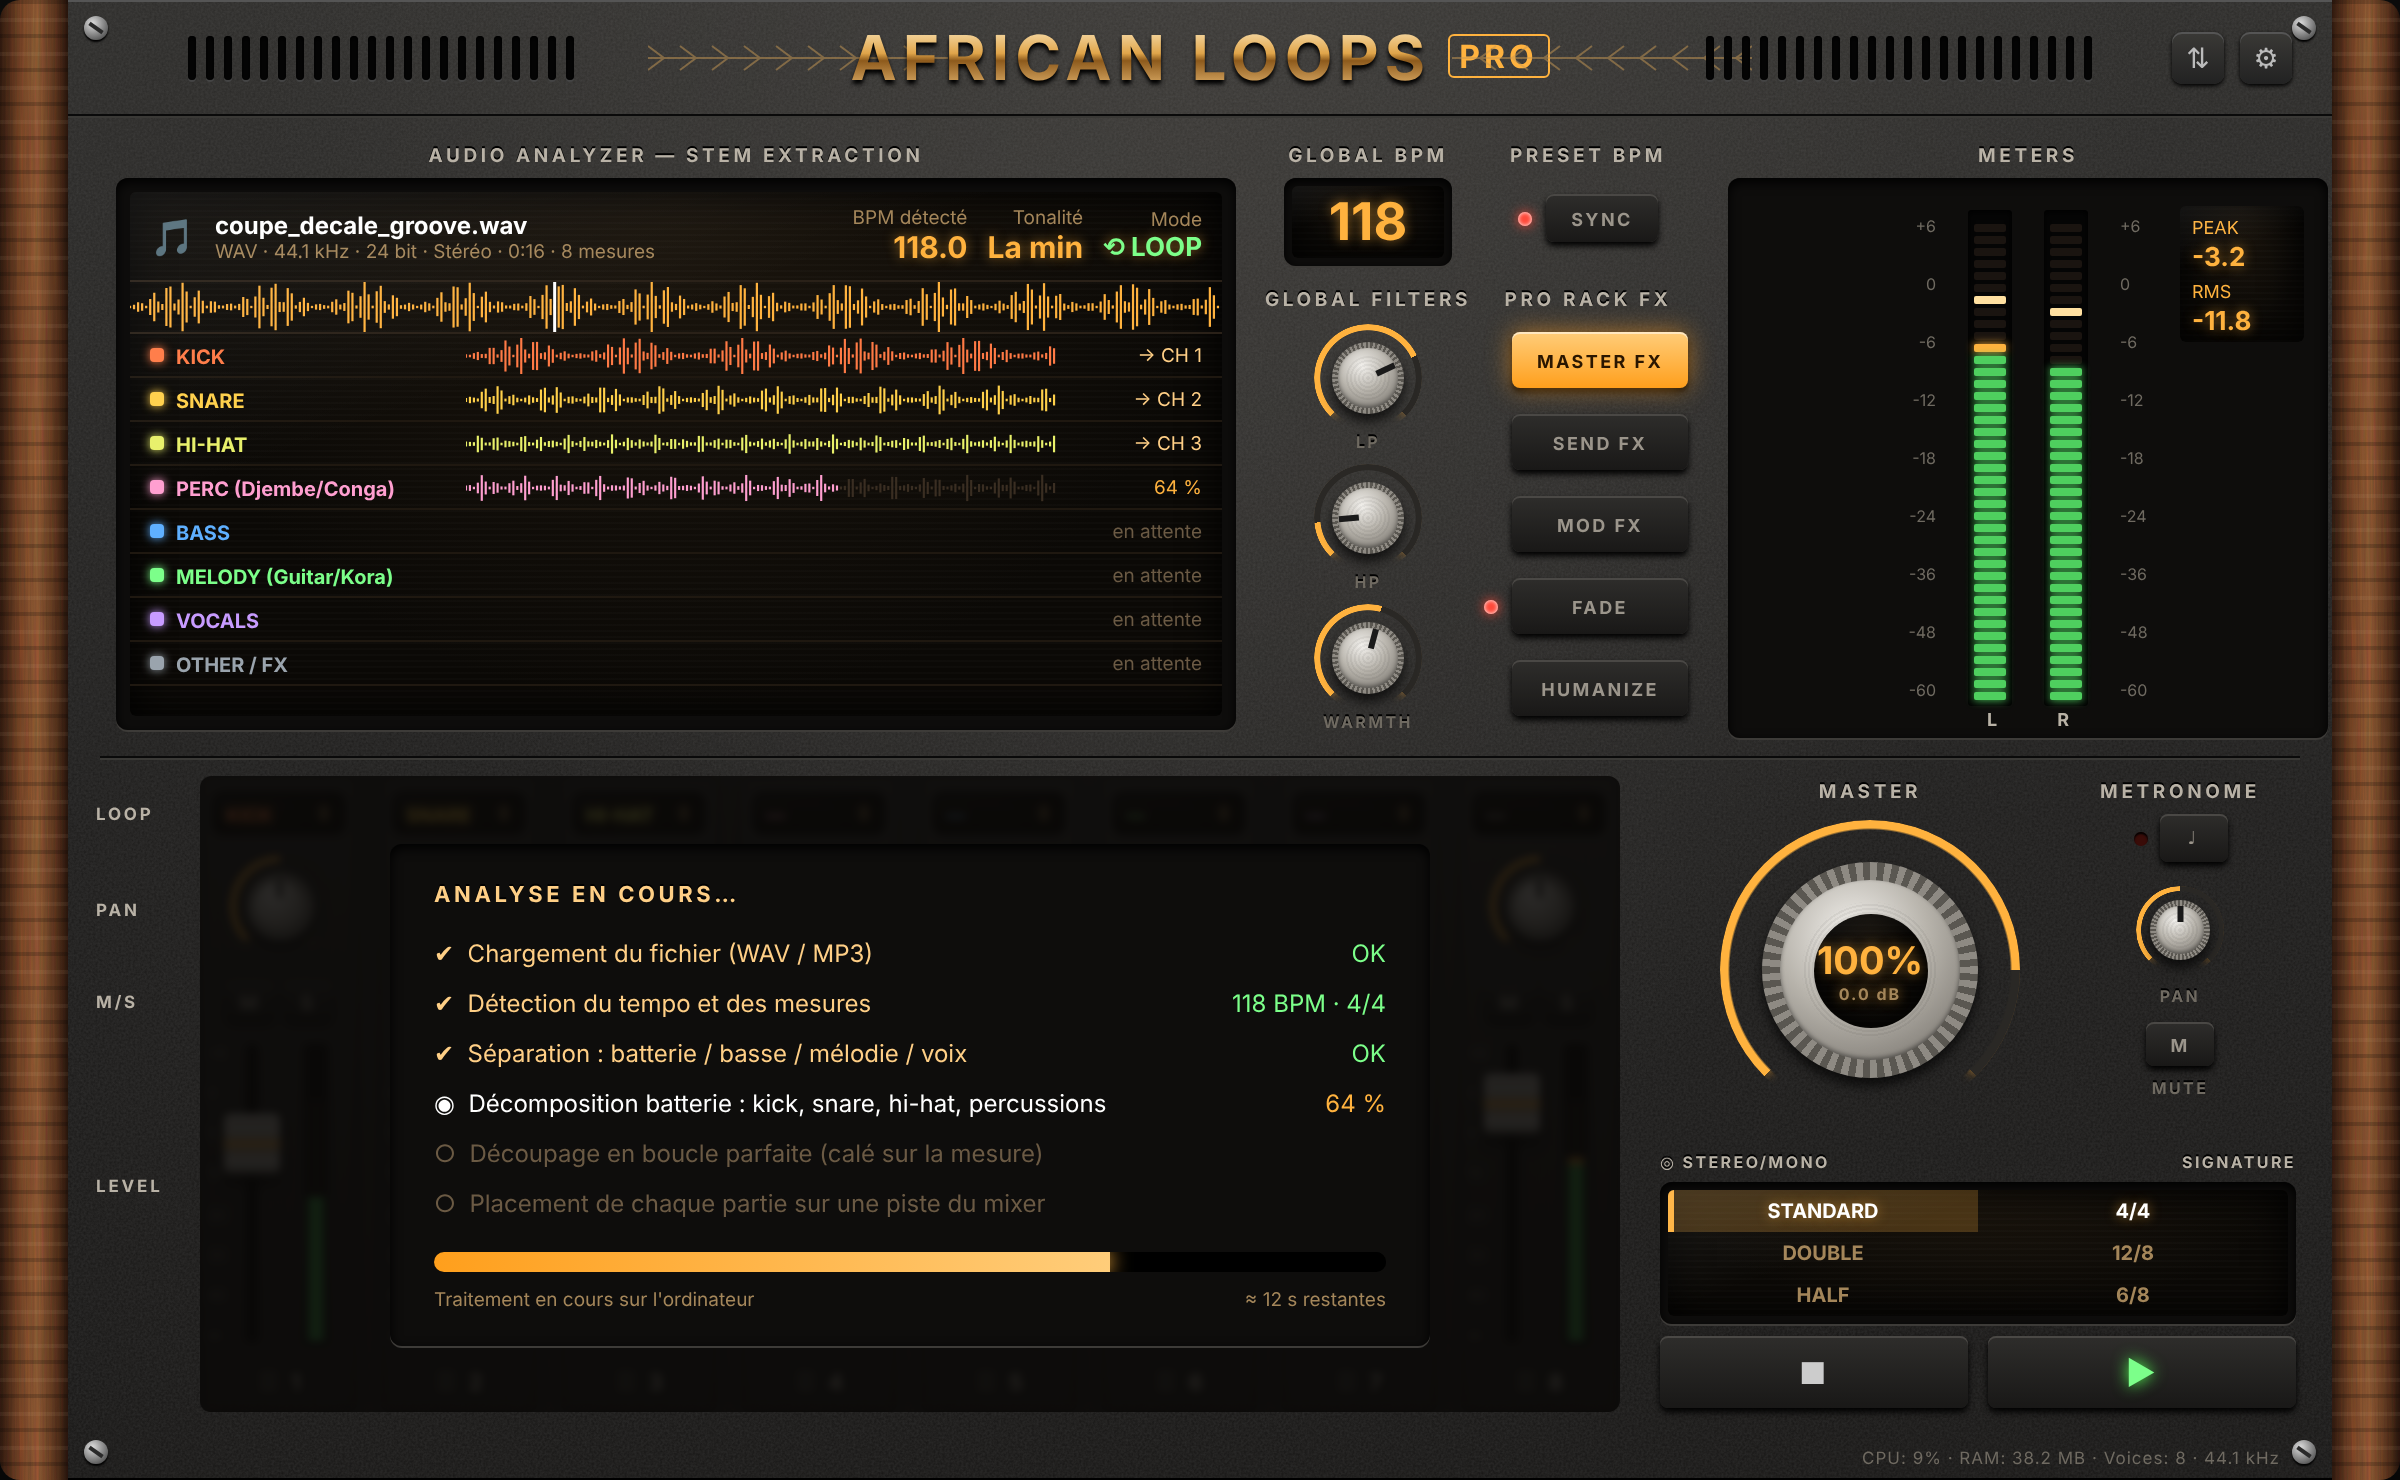 AFRICAN LOOPS PRO
⇅ ⚙
AUDIO ANALYZER — STEM EXTRACTION
🎵 coupe_decale_groove.wav
WAV · 44.1 kHz · 24 bit · Stéréo · 0:16 · 8 mesures
BPM détecté
118.0
Tonalité
La min
Mode
⟲ LOOP
KICK → CH 1
SNARE → CH 2
HI-HAT → CH 3
PERC (Djembe/Conga) 64 %
BASS en attente
MELODY (Guitar/Kora) en attente
VOCALS en attente
OTHER / FX en attente
GLOBAL BPM
118
PRESET BPM
SYNC
GLOBAL FILTERS
LP
HP
WARMTH
PRO RACK FX
MASTER FX
SEND FX
MOD FX
FADE
HUMANIZE
METERS
+6 +6
0 0
-6 -6
-12 -12
-18 -18
-24 -24
-36 -36
-48 -48
-60 -60
L R
PEAK
-3.2
RMS
-11.8
LOOP
PAN
M/S
LEVEL
ANALYSE EN COURS…
✔ Chargement du fichier (WAV / MP3) OK
✔ Détection du tempo et des mesures 118 BPM · 4/4
✔ Séparation : batterie / basse / mélodie / voix OK
◉ Décomposition batterie : kick, snare, hi-hat, percussions 64 %
○ Découpage en boucle parfaite (calé sur la mesure)
○ Placement de chaque partie sur une piste du mixer
Traitement en cours sur l'ordinateur ≈ 12 s restantes
MASTER
100%
0.0 dB
METRONOME
♩
PAN
M
MUTE
◎ STEREO/MONO SIGNATURE
STANDARD 4/4
DOUBLE 12/8
HALF 6/8
CPU: 9% · RAM: 38.2 MB · Voices: 8 · 44.1 kHz